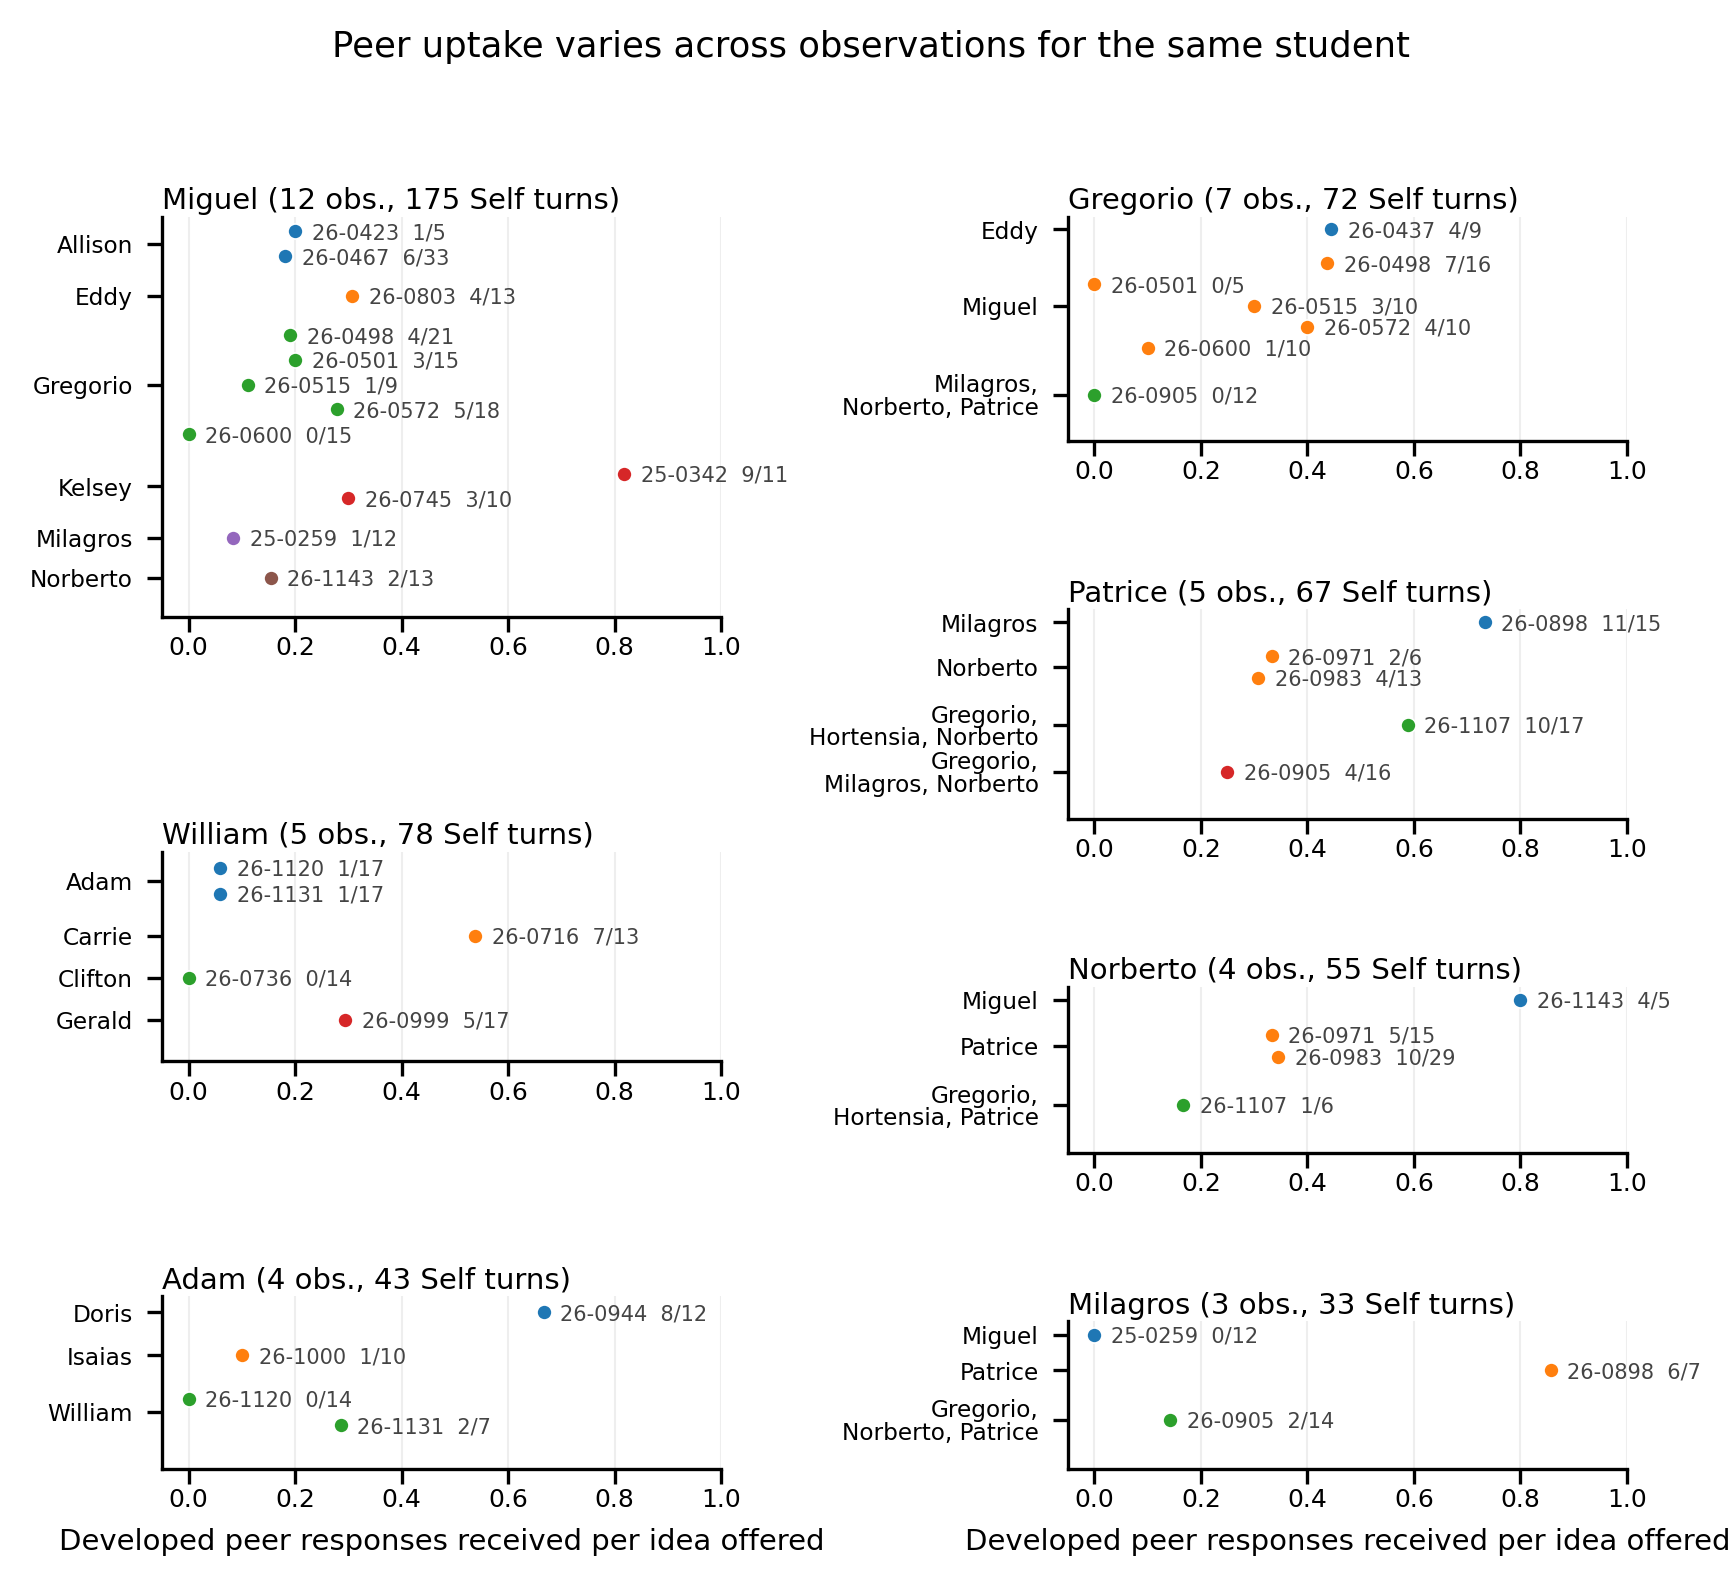 Peer uptake varies across observations for the same student
Miguel (12 obs., 175 Self turns)
Allison
26-0423 1/5
26-0467 6/33
Eddy
26-0803 4/13
Gregorio
26-0498 4/21
26-0501 3/15
26-0515 1/9
26-0572 5/18
26-0600 0/15
Kelsey
25-0342 9/11
26-0745 3/10
Milagros
25-0259 1/12
Norberto
26-1143 2/13
0.0 0.2 0.4 0.6 0.8 1.0
William (5 obs., 78 Self turns)
Adam
26-1120 1/17
26-1131 1/17
Carrie
26-0716 7/13
Clifton
26-0736 0/14
Gerald
26-0999 5/17
0.0 0.2 0.4 0.6 0.8 1.0
Adam (4 obs., 43 Self turns)
Doris
26-0944 8/12
Isaias
26-1000 1/10
William
26-1120 0/14
26-1131 2/7
0.0 0.2 0.4 0.6 0.8 1.0
Developed peer responses received per idea offered
Gregorio (7 obs., 72 Self turns)
Eddy
26-0437 4/9
Miguel
26-0498 7/16
26-0501 0/5
26-0515 3/10
26-0572 4/10
26-0600 1/10
Milagros,
Norberto, Patrice
26-0905 0/12
0.0 0.2 0.4 0.6 0.8 1.0
Patrice (5 obs., 67 Self turns)
Milagros
26-0898 11/15
Norberto
26-0971 2/6
26-0983 4/13
Gregorio,
Hortensia, Norberto
26-1107 10/17
Gregorio,
Milagros, Norberto
26-0905 4/16
0.0 0.2 0.4 0.6 0.8 1.0
Norberto (4 obs., 55 Self turns)
Miguel
26-1143 4/5
Patrice
26-0971 5/15
26-0983 10/29
Gregorio,
Hortensia, Patrice
26-1107 1/6
0.0 0.2 0.4 0.6 0.8 1.0
Milagros (3 obs., 33 Self turns)
Miguel
25-0259 0/12
Patrice
26-0898 6/7
Gregorio,
Norberto, Patrice
26-0905 2/14
0.0 0.2 0.4 0.6 0.8 1.0
Developed peer responses received per idea offered